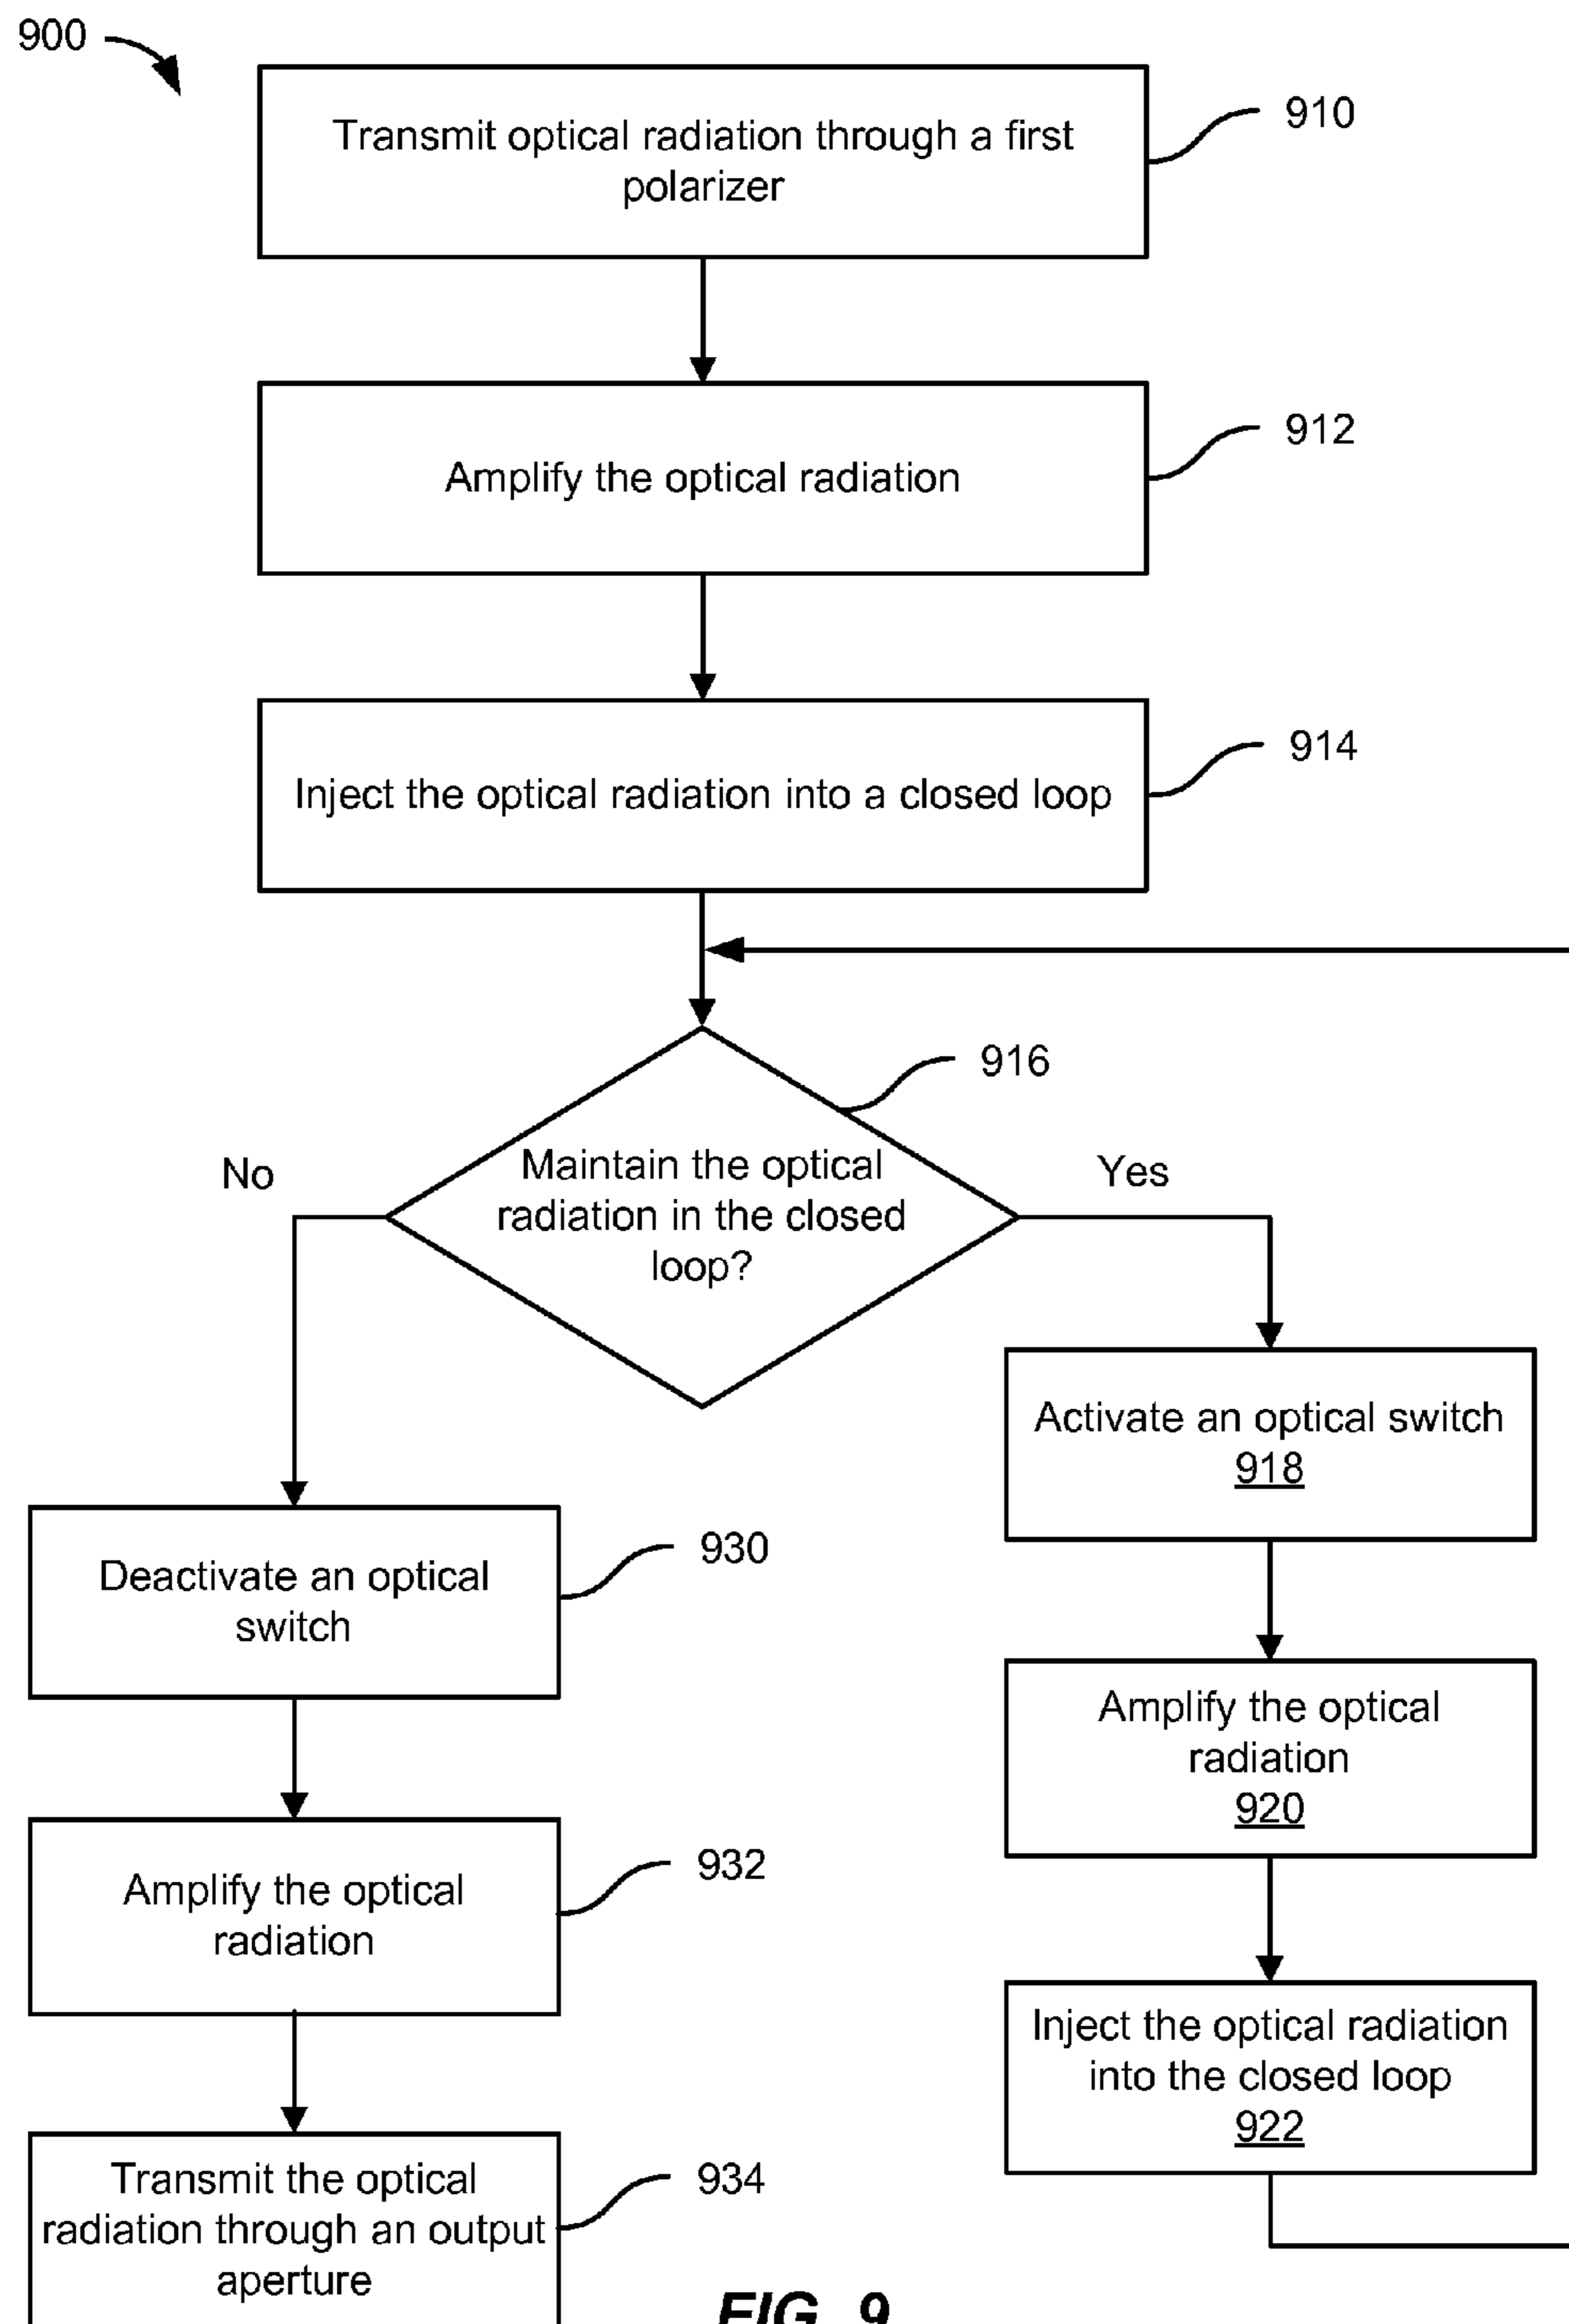 900
Transmit optical radiation through a first
polarizer
910
Amplify the optical radiation
912
Inject the optical radiation into a closed loop
914
916
Maintain the optical
radiation in the closed
loop?
No
Yes
Activate an optical switch
918
Deactivate an optical
switch
930
Amplify the optical
radiation
920
Amplify the optical
radiation
932
Inject the optical radiation
into the closed loop
922
Transmit the optical
radiation through an output
aperture
934
FIG. 9